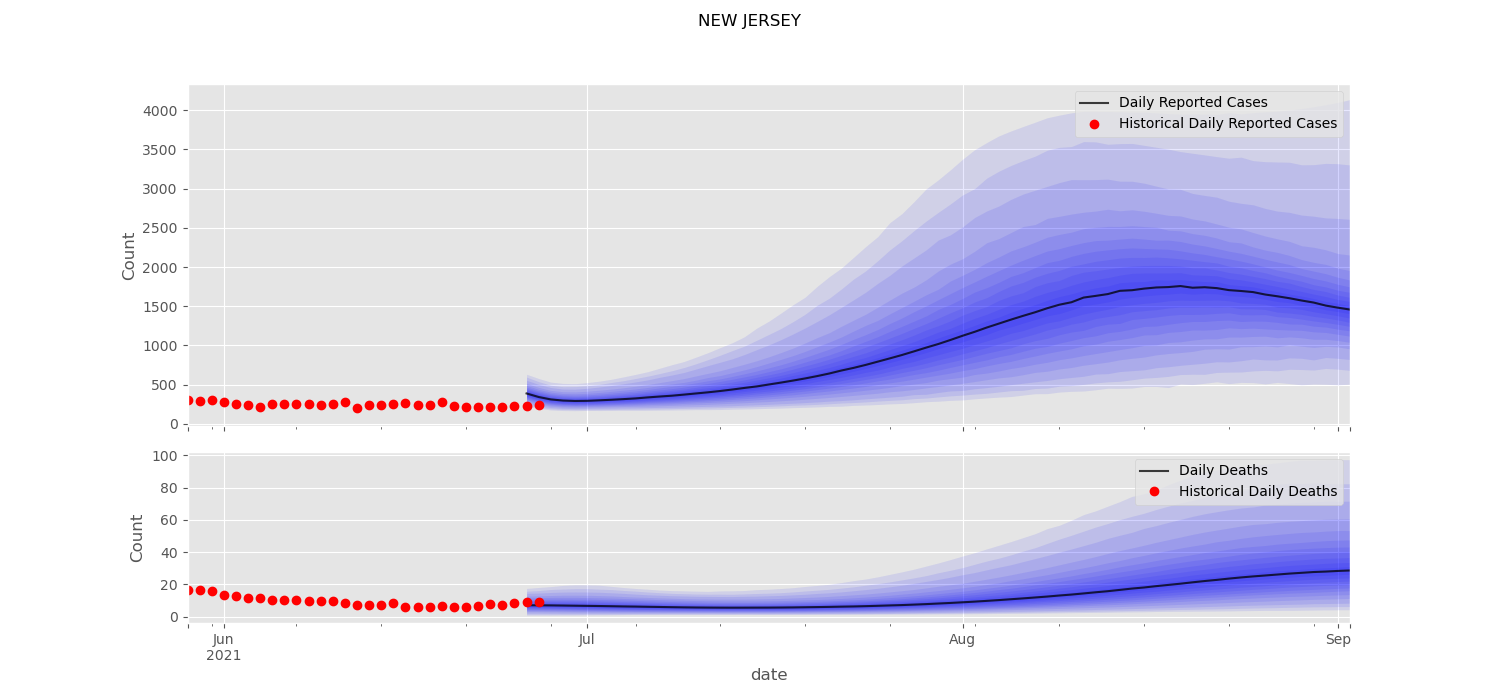 NEW JERSEY
4000
3500
3000
2500
2000
1500
1000
500
0
Count
Daily Reported Cases
Historical Daily Reported Cases
100
80
60
40
20
0
Count
Daily Deaths
Historical Daily Deaths
Jun
2021
Jul
Aug
Sep
date